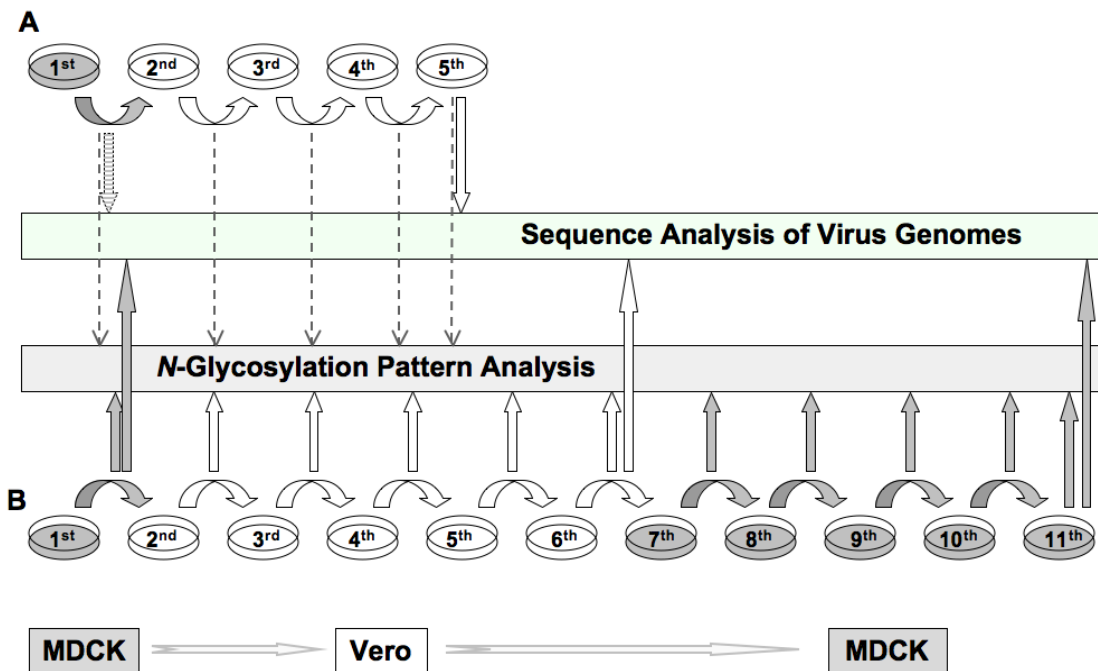 A
1st 2nd 3rd 4th 5th
Sequence Analysis of Virus Genomes
N-Glycosylation Pattern Analysis
B
1st 2nd 3rd 4th 5th 6th 7th 8th 9th 10th 11th
MDCK Vero MDCK